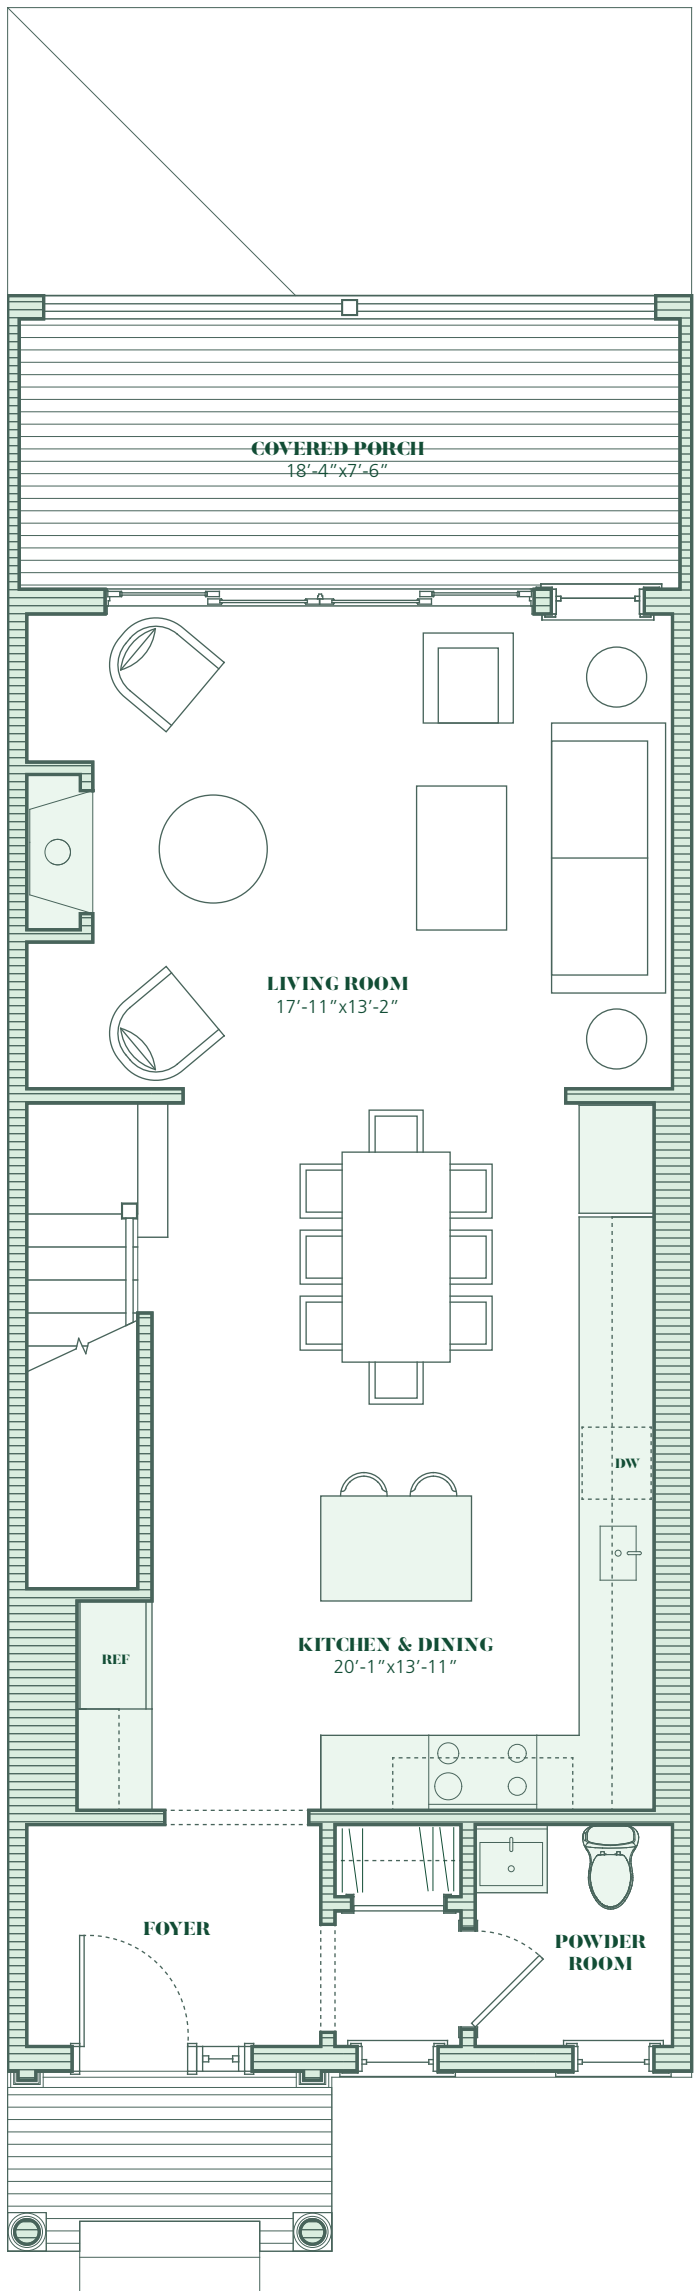 COVERED PORCH
18'-4"x7'-6"
LIVING ROOM
17'-11"x13'-2"
DW
KITCHEN & DINING
20'-1"x13'-11"
REF
FOYER
POWDER
ROOM